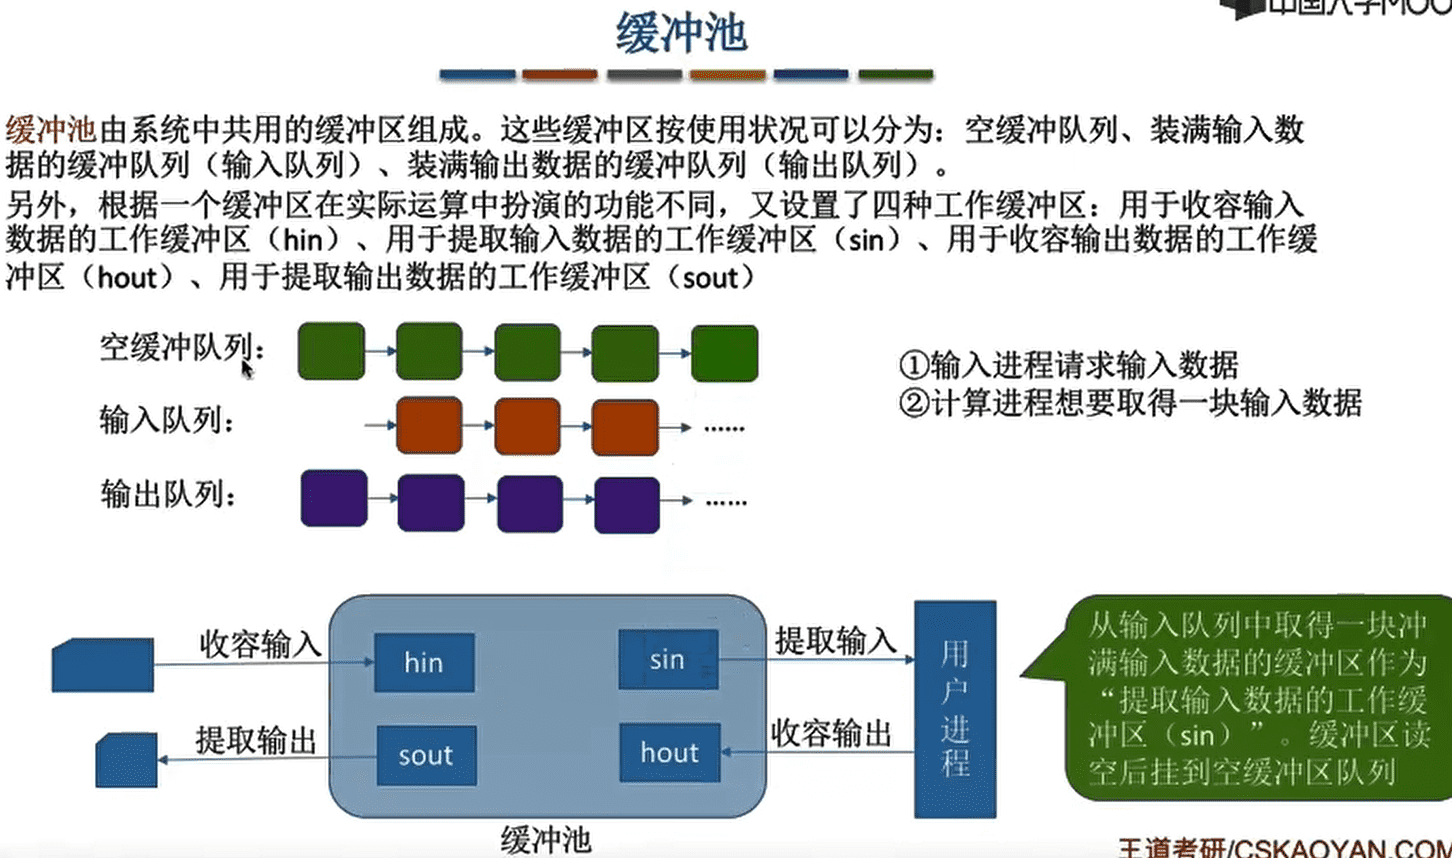 中国大学MOO
缓冲池
缓冲池由系统中共用的缓冲区组成。这些缓冲区按使用状况可以分为：空缓冲队列、装满输入数
据的缓冲队列（输入队列）、装满输出数据的缓冲队列（输出队列）。
另外，根据一个缓冲区在实际运算中扮演的功能不同，又设置了四种工作缓冲区：用于收容输入
数据的工作缓冲区（hin）、用于提取输入数据的工作缓冲区（sin）、用于收容输出数据的工作缓
冲区（hout）、用于提取输出数据的工作缓冲区（sout）
空缓冲队列：
输入队列：
……
输出队列：
……
①输入进程请求输入数据
②计算进程想要取得一块输入数据
收容输入
hin
sin
提取输入
提取输出
sout
hout
收容输出
用户进程
缓冲池
从输入队列中取得一块冲
满输入数据的缓冲区作为
“提取输入数据的工作缓
冲区（sin）”。缓冲区读
空后挂到空缓冲区队列
王道考研/CSKAOYAN.COM